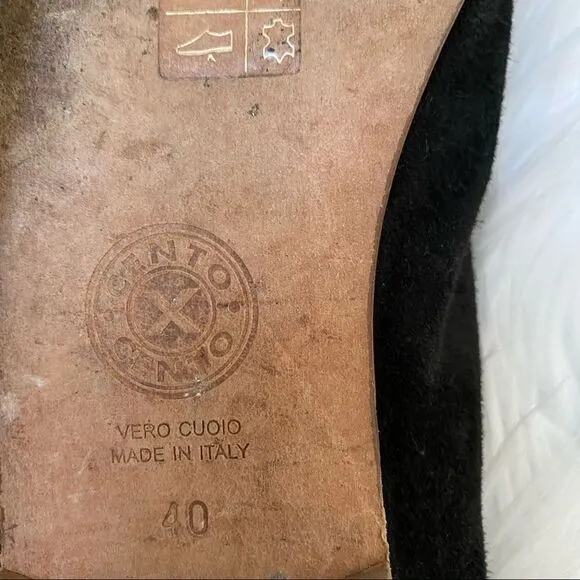 CENTO
X
CENTO
VERO CUOIO
MADE IN ITALY
40